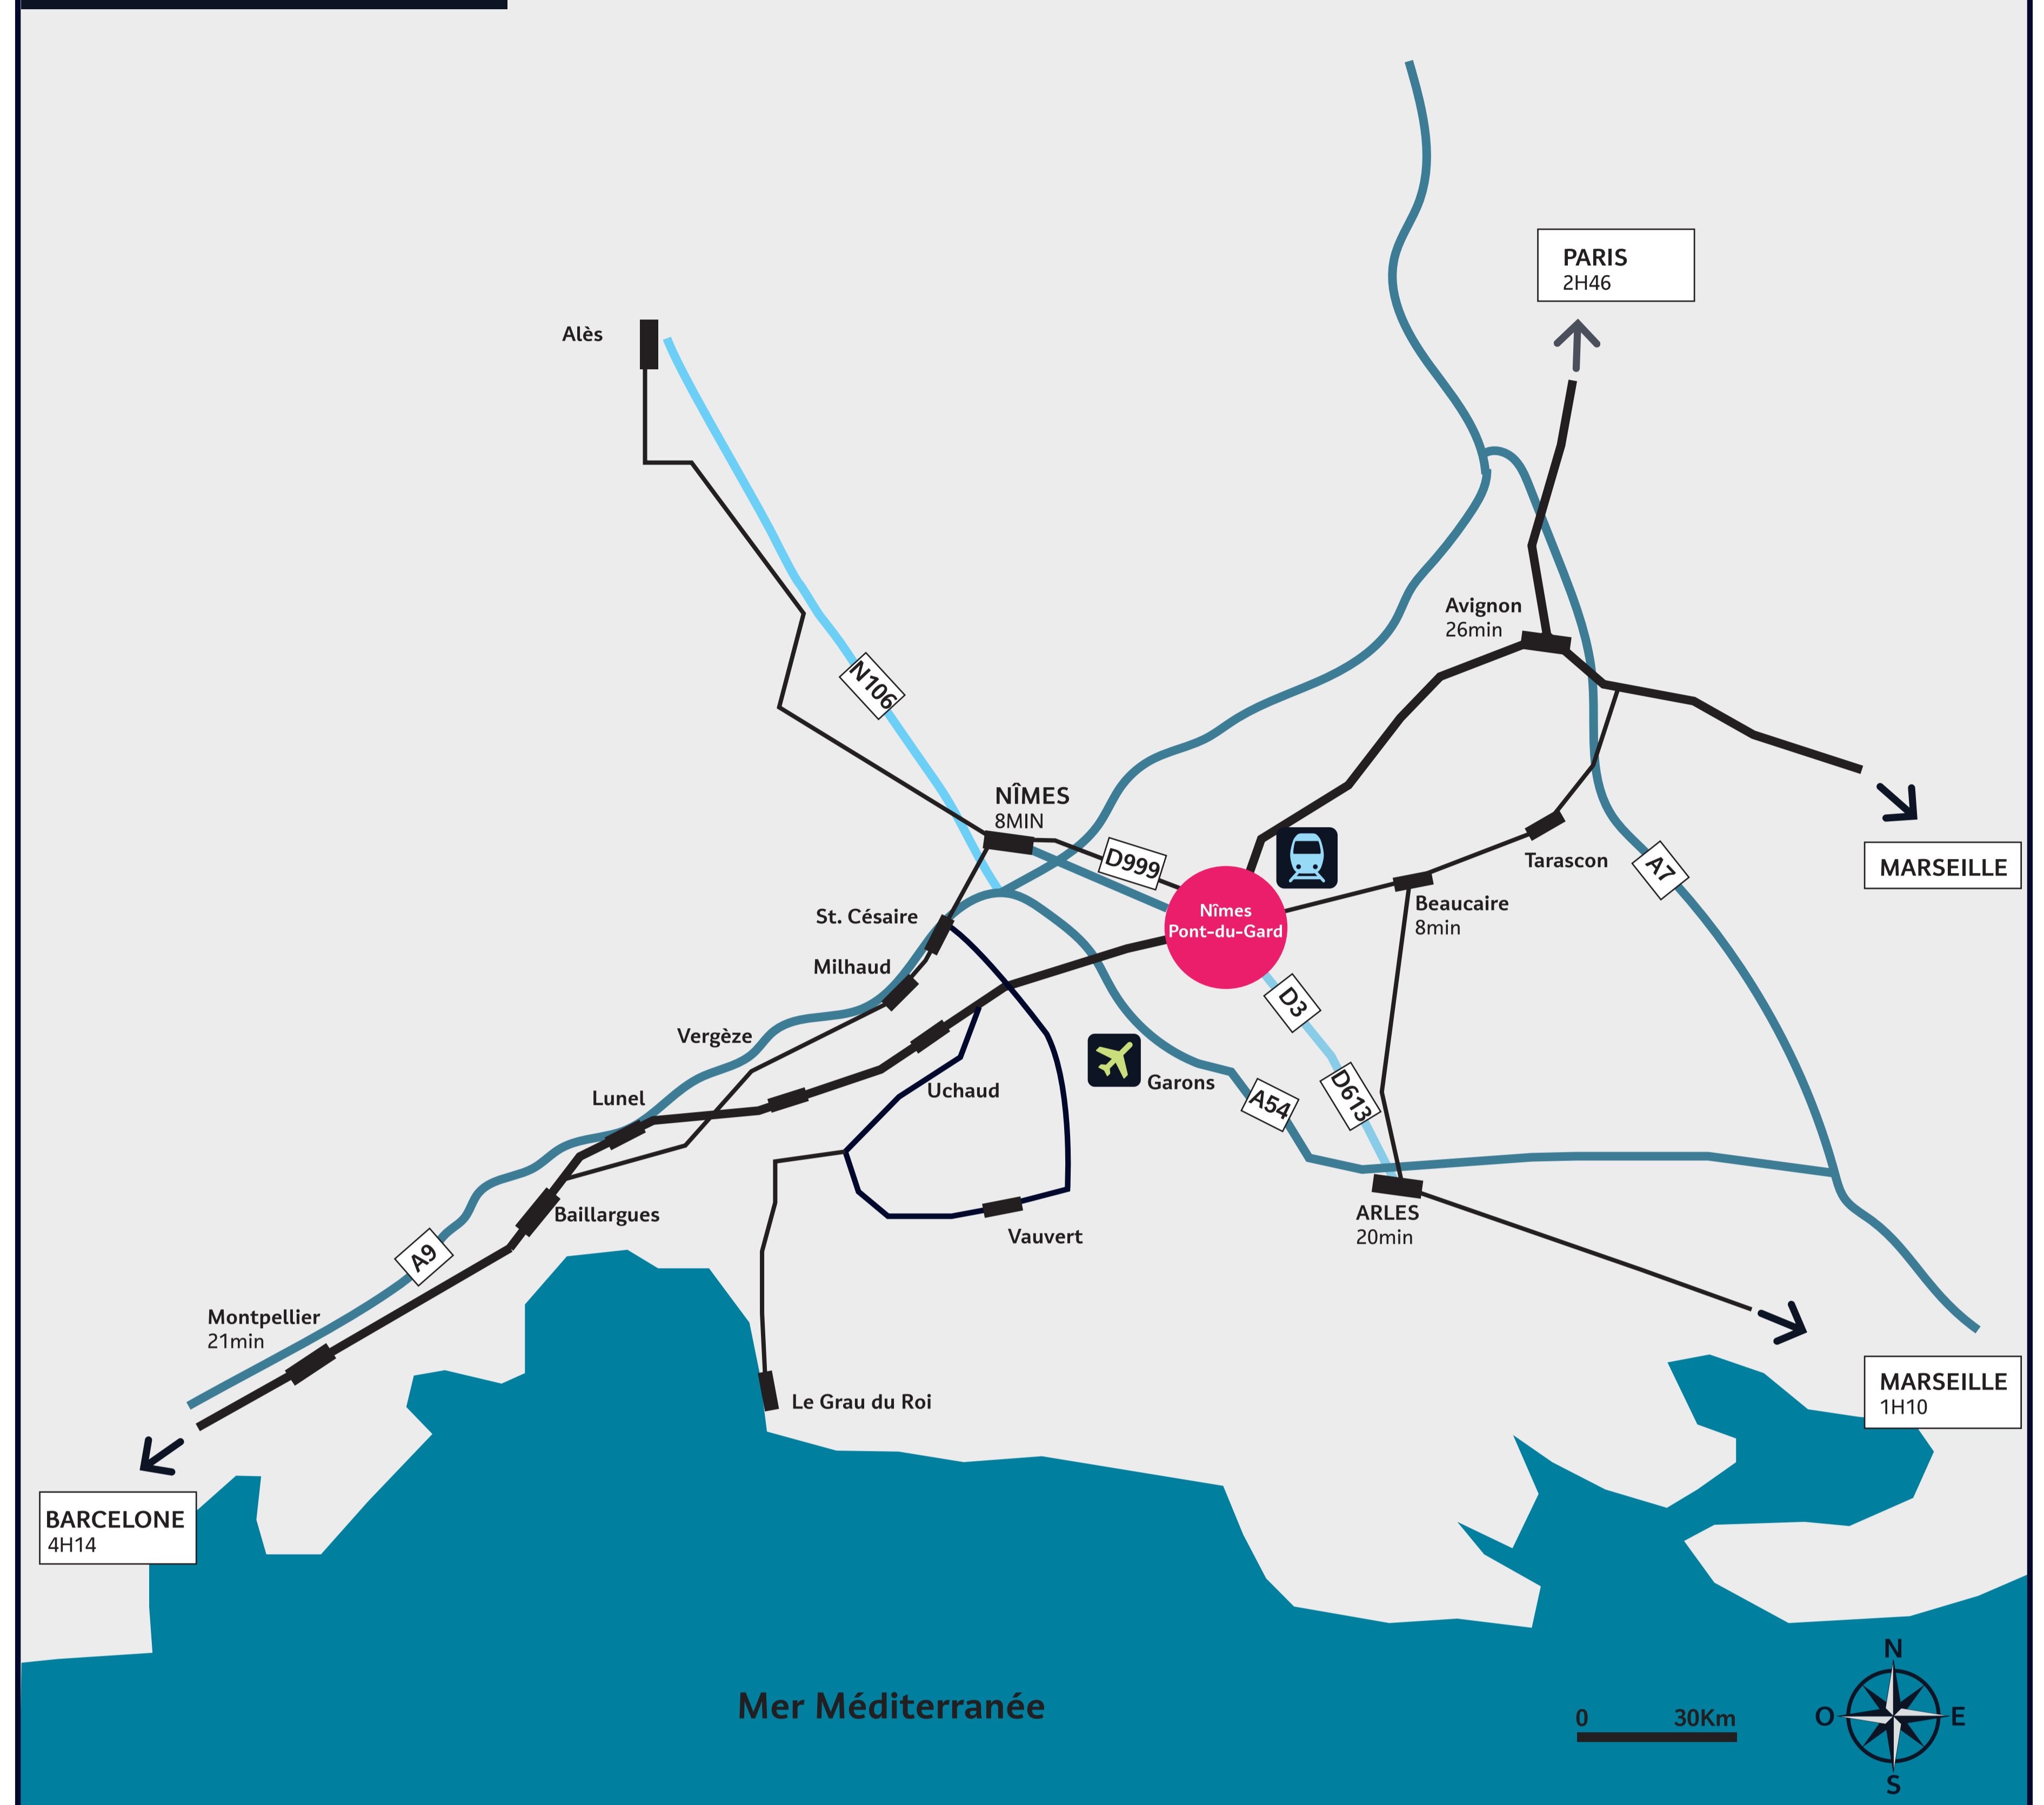 PARIS
2H46
Alès
Avignon
26min
N106
NÎMES
8MIN
D999
Tarascon
A7
MARSEILLE
Beaucaire
8min
Nîmes
Pont-du-Gard
St. Césaire
Milhaud
D3
Vergèze
Garons
Uchaud
Lunel
A54
D613
Baillargues
Vauvert
ARLES
20min
A9
Montpellier
21min
Le Grau du Roi
MARSEILLE
1H10
BARCELONE
4H14
Mer Méditerranée
0 30Km
N
O E
S